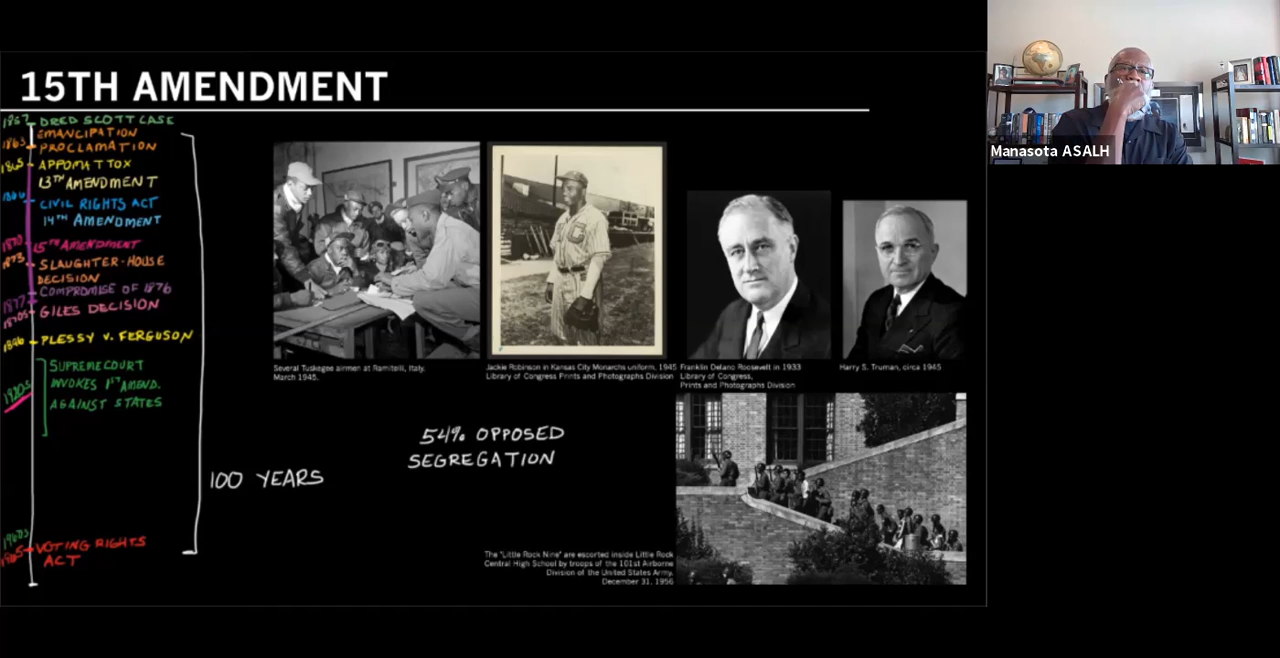 15TH AMENDMENT
1857 DRED SCOTT CASE
1863 EMANCIPATION
PROCLAMATION
1865 APPOMATTOX
13TH AMENDMENT
1866 CIVIL RIGHTS ACT
14TH AMENDMENT
1870 15TH AMENDMENT
1873 SLAUGHTER-HOUSE
DECISION
COMPROMISE OF 1876
1877
GILES DECISION
PLESSY V. FERGUSON
SUPREME COURT
INVOKES 1ST AMEND.
AGAINST STATES
1920s
100 YEARS
1960s
1965 VOTING RIGHTS
ACT
54% OPPOSED
SEGREGATION
Several Tuskegee airmen at Ramitelli, Italy,
March 1945.
Jackie Robinson in Kansas City Monarchs uniform, 1945
Library of Congress Prints and Photographs Division
Franklin Delano Roosevelt in 1933
Library of Congress,
Prints and Photographs Division
Harry S. Truman, circa 1945
The "Little Rock Nine" are escorted inside Little Rock
Central High School by troops of the 101st Airborne
Division of the United States Army.
December 31, 1956
Manasota ASALH